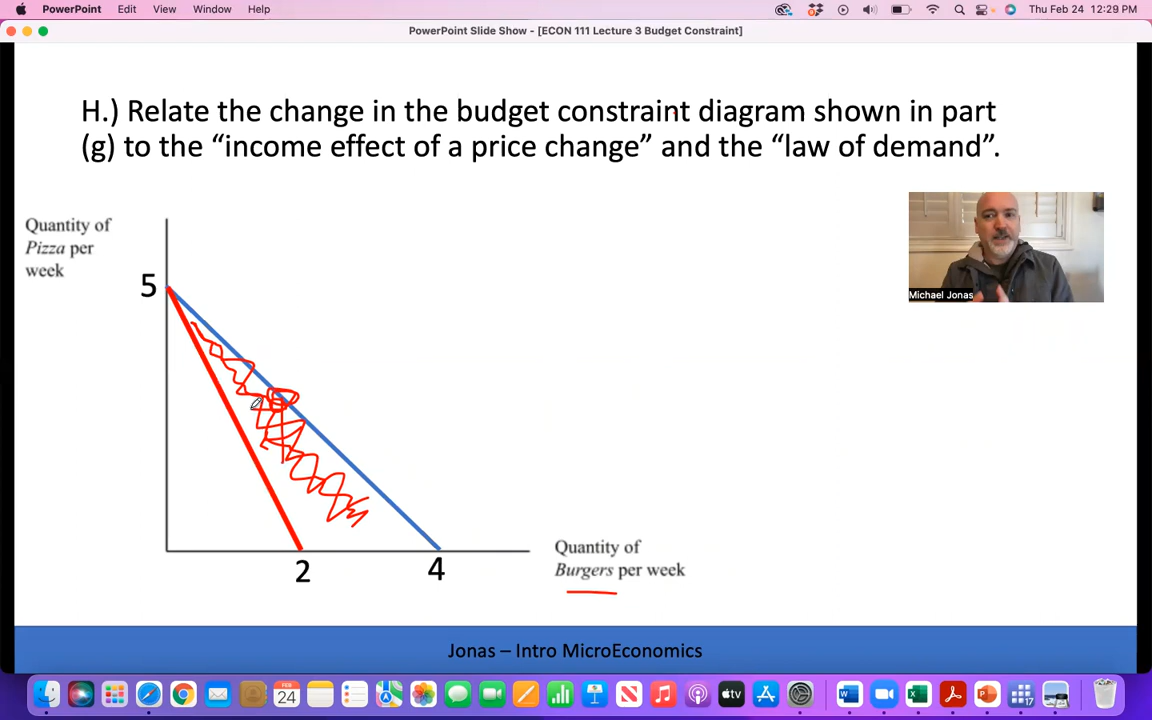 PowerPoint Edit View Window Help Thu Feb 24 12:29 PM
PowerPoint Slide Show - [ECON 111 Lecture 3 Budget Constraint]
H.) Relate the change in the budget constraint diagram shown in part
(g) to the “income effect of a price change” and the “law of demand”.
Quantity of
Pizza per
week
5
Michael Jonas
2
4
Quantity of
Burgers per week
Jonas – Intro MicroEconomics
FEB
24
tv
17